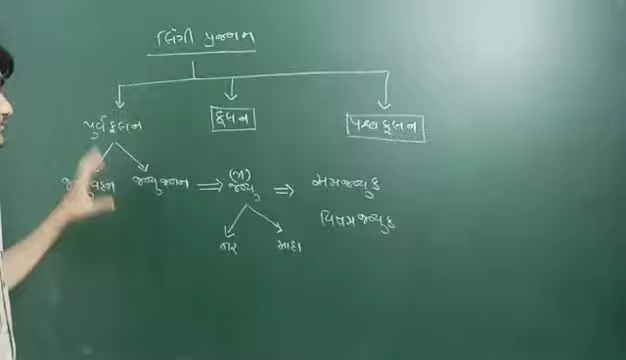 લિંગી પ્રજનન
પુર્વ ફલન
ફલન
પશ્ચ ફલન
જન્યુ જનન ⇒ (n) જન્યુ ⇒ સમજન્યુક
વિષમજન્યુક
નર માદા